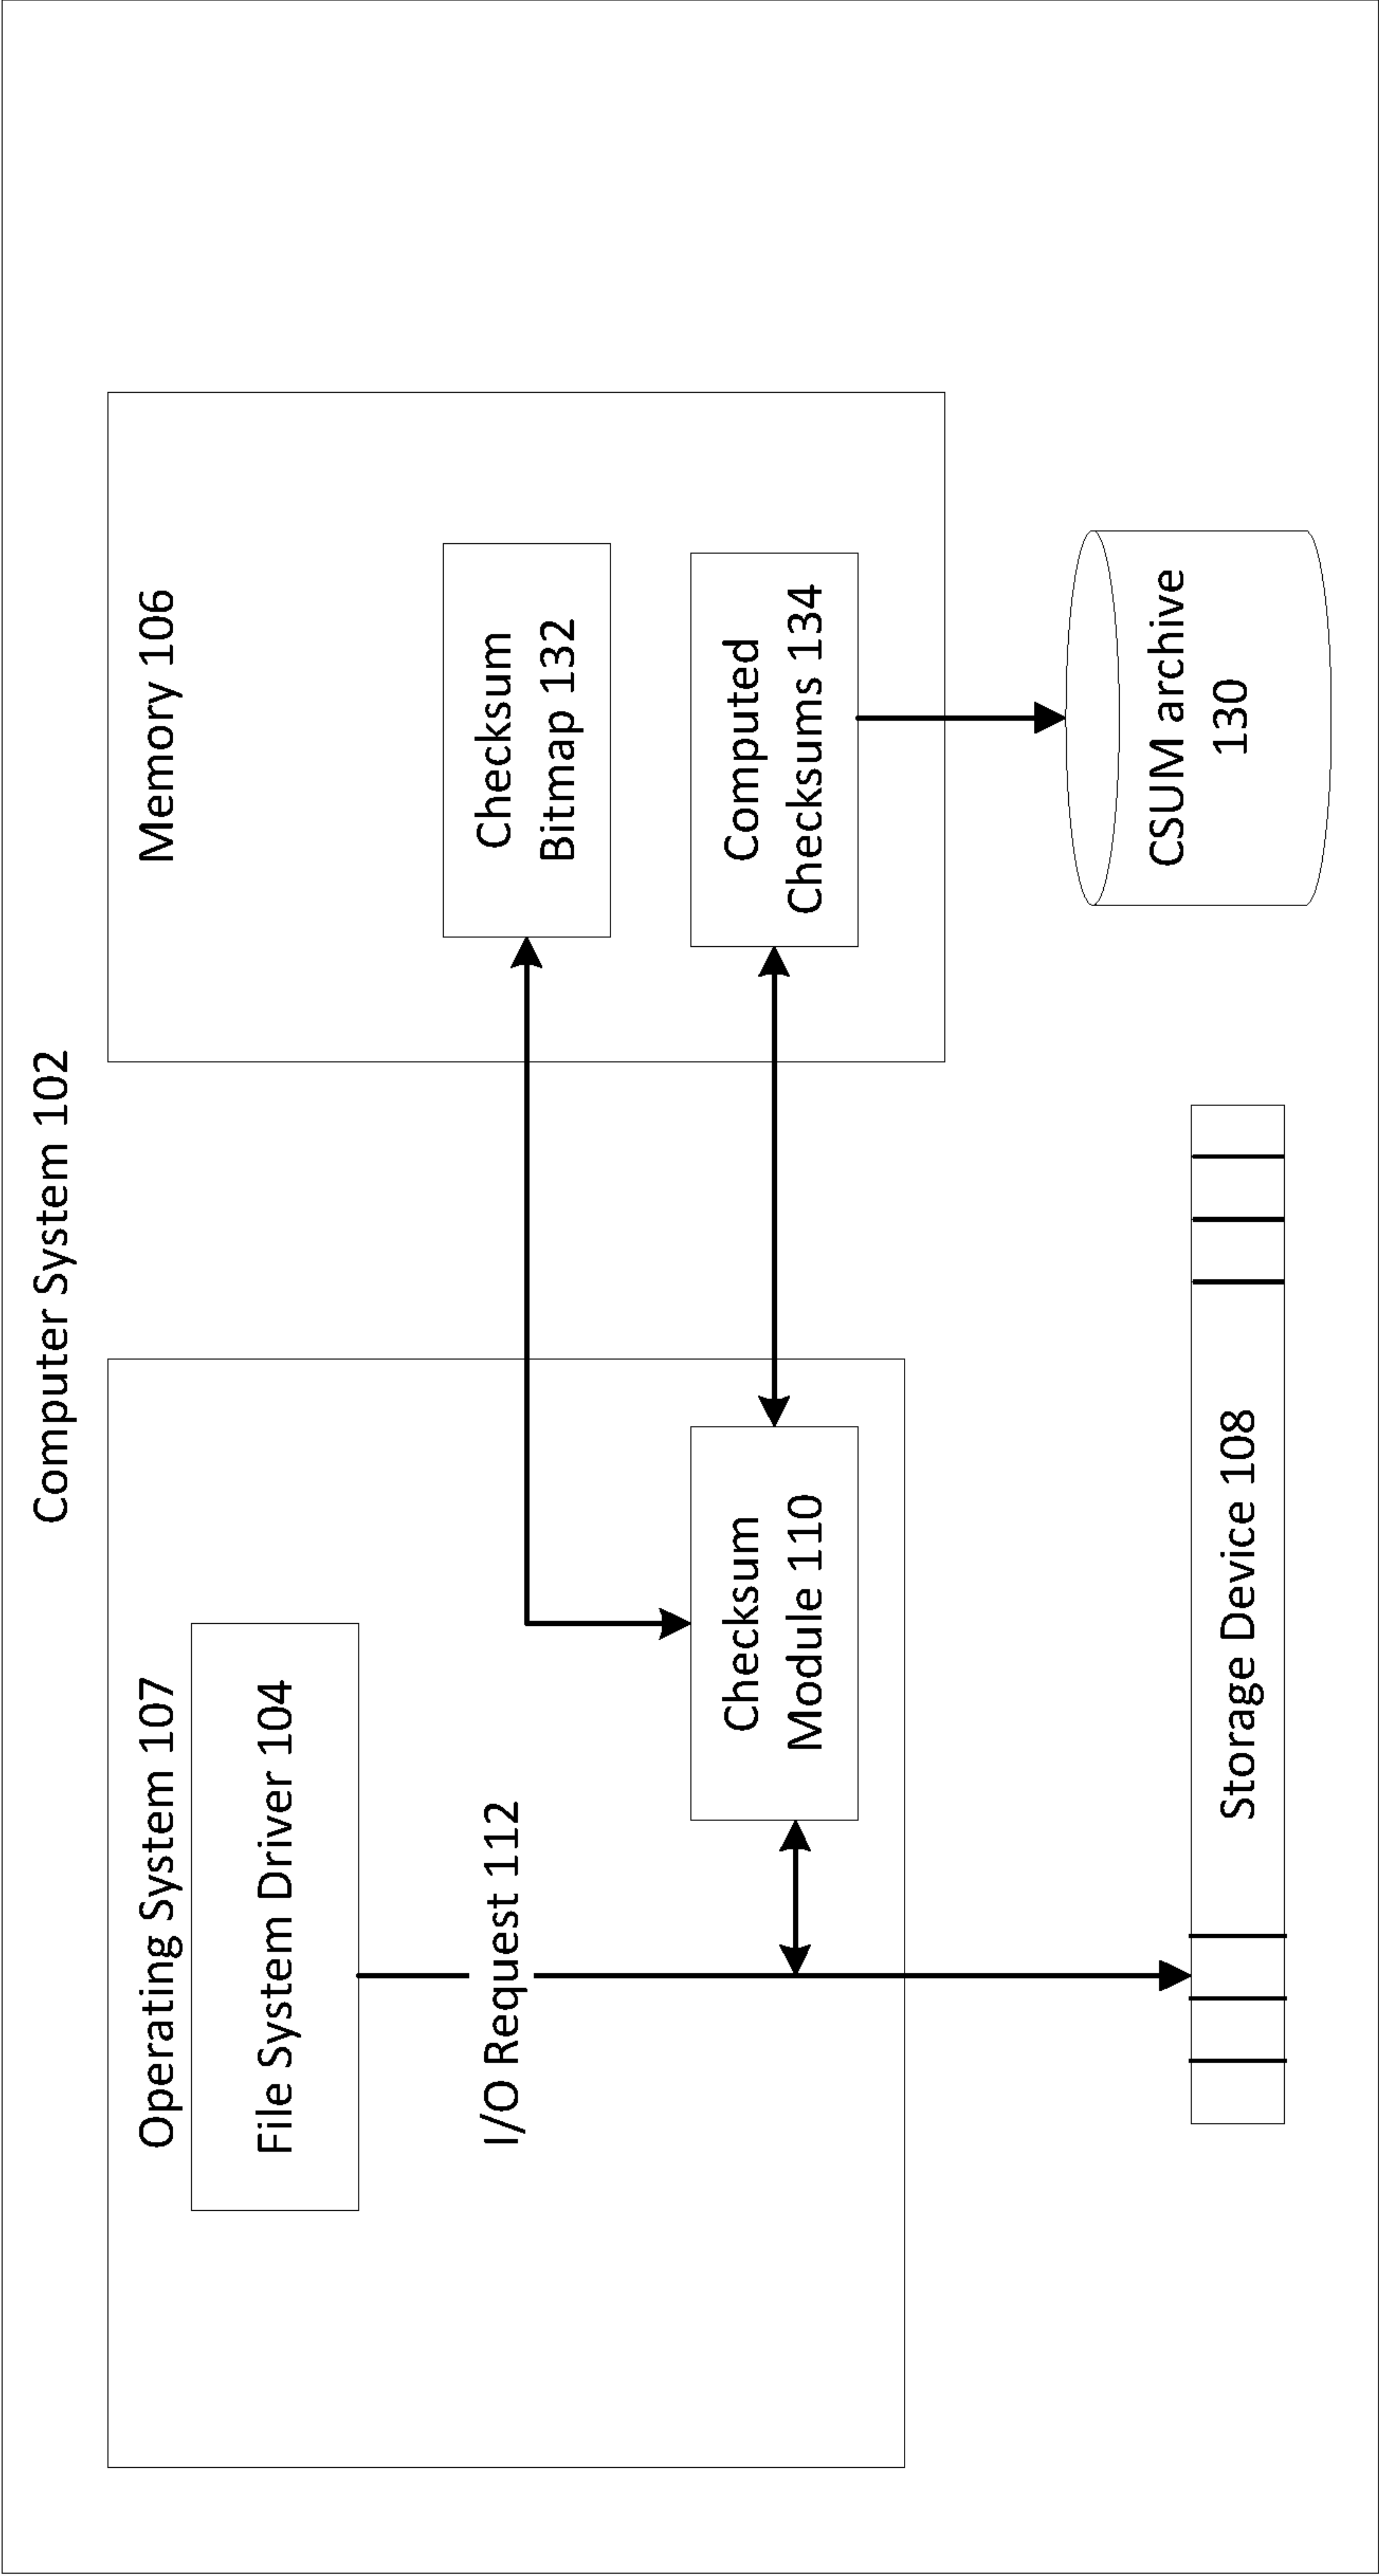 Computer System 102
Operating System 107
File System Driver 104
I/O Request 112
Checksum
Module 110
Memory 106
Checksum
Bitmap 132
Computed
Checksums 134
Storage Device 108
CSUM archive
130